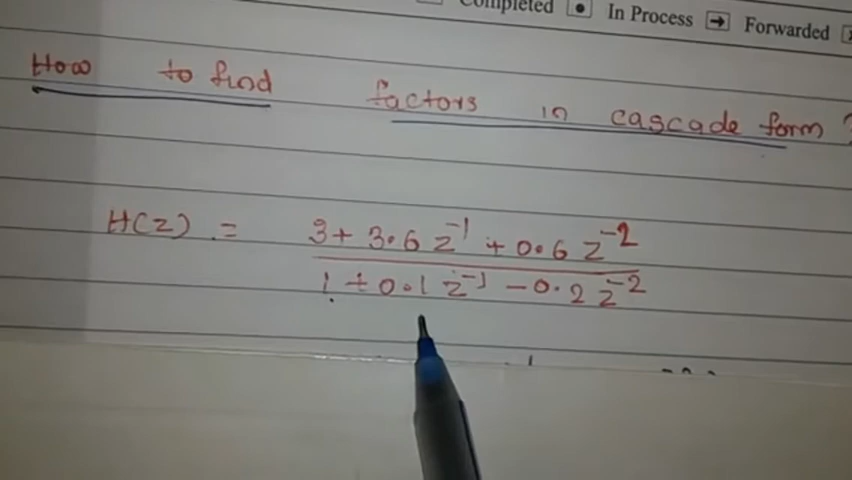 Completed In Process Forwarded
How to find factors in cascade form ?
H(z) = 3 + 3.6 z⁻¹ + 0.6 z⁻²
1 + 0.1 z⁻¹ - 0.2 z⁻²